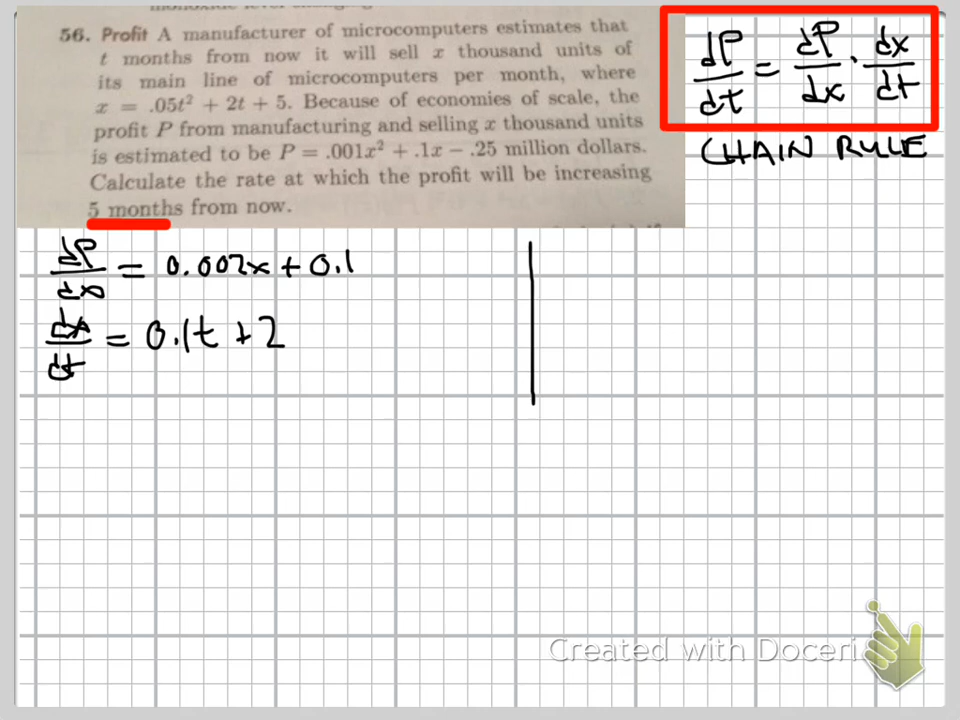 56. Profit A manufacturer of microcomputers estimates that
t months from now it will sell x thousand units of
its main line of microcomputers per month, where
x = .05t² + 2t + 5. Because of economies of scale, the
profit P from manufacturing and selling x thousand units
is estimated to be P = .001x² + .1x − .25 million dollars.
Calculate the rate at which the profit will be increasing
5 months from now.
dP/dt = dP/dx · dx/dt
CHAIN RULE
dP/dx = 0.002x + 0.1
dx/dt = 0.1t + 2
Created with Doceri